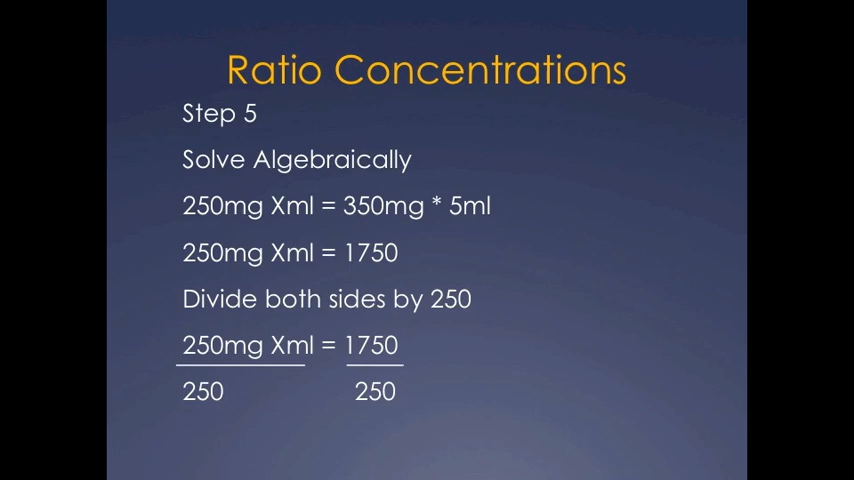 Ratio Concentrations
Step 5
Solve Algebraically
250mg Xml = 350mg * 5ml
250mg Xml = 1750
Divide both sides by 250
250mg Xml = 1750
250 250